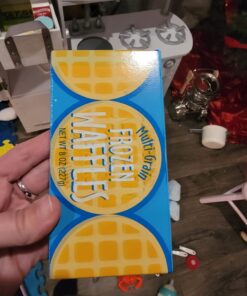 Multi-Grain
FROZEN
WAFFLES
NET WT 8 OZ (227g)